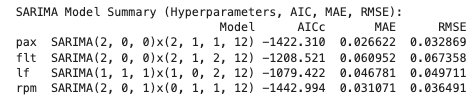 SARIMA Model Summary (Hyperparameters, AIC, MAE, RMSE):
Model AICc MAE RMSE
pax SARIMA(2, 0, 0)x(2, 1, 1, 12) -1422.310 0.026622 0.032869
flt SARIMA(2, 0, 0)x(2, 1, 2, 12) -1208.521 0.060952 0.067358
lf SARIMA(1, 1, 1)x(1, 0, 2, 12) -1079.422 0.046781 0.049711
rpm SARIMA(2, 0, 1)x(0, 1, 1, 12) -1442.994 0.031071 0.036491